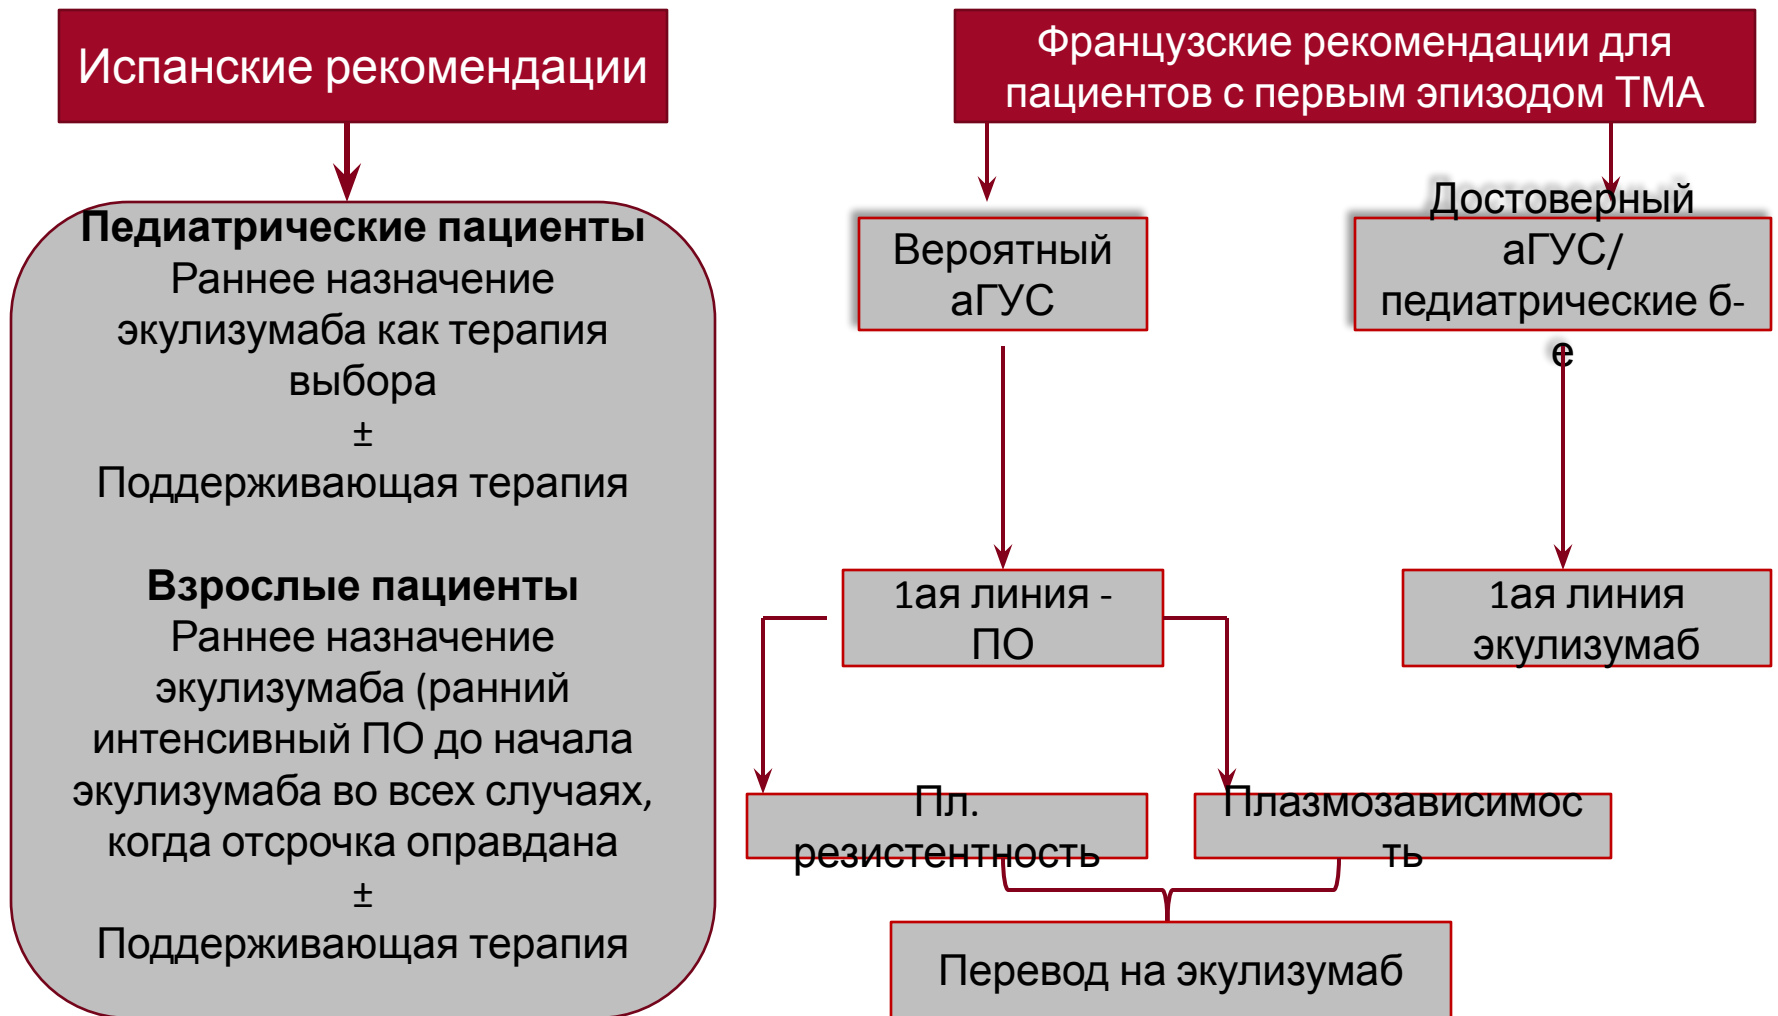 Испанские рекомендации
Педиатрические пациенты
Раннее назначение
экулизумаба как терапия
выбора
±
Поддерживающая терапия
Взрослые пациенты
Раннее назначение
экулизумаба (ранний
интенсивный ПО до начала
экулизумаба во всех случаях,
когда отсрочка оправдана
±
Поддерживающая терапия
Французские рекомендации для
пациентов с первым эпизодом ТМА
Вероятный
аГУС
Достоверный
аГУС/
педиатрические б-
е
1ая линия -
ПО
1ая линия
экулизумаб
Пл.
резистентность
Плазмозависимос
ть
Перевод на экулизумаб